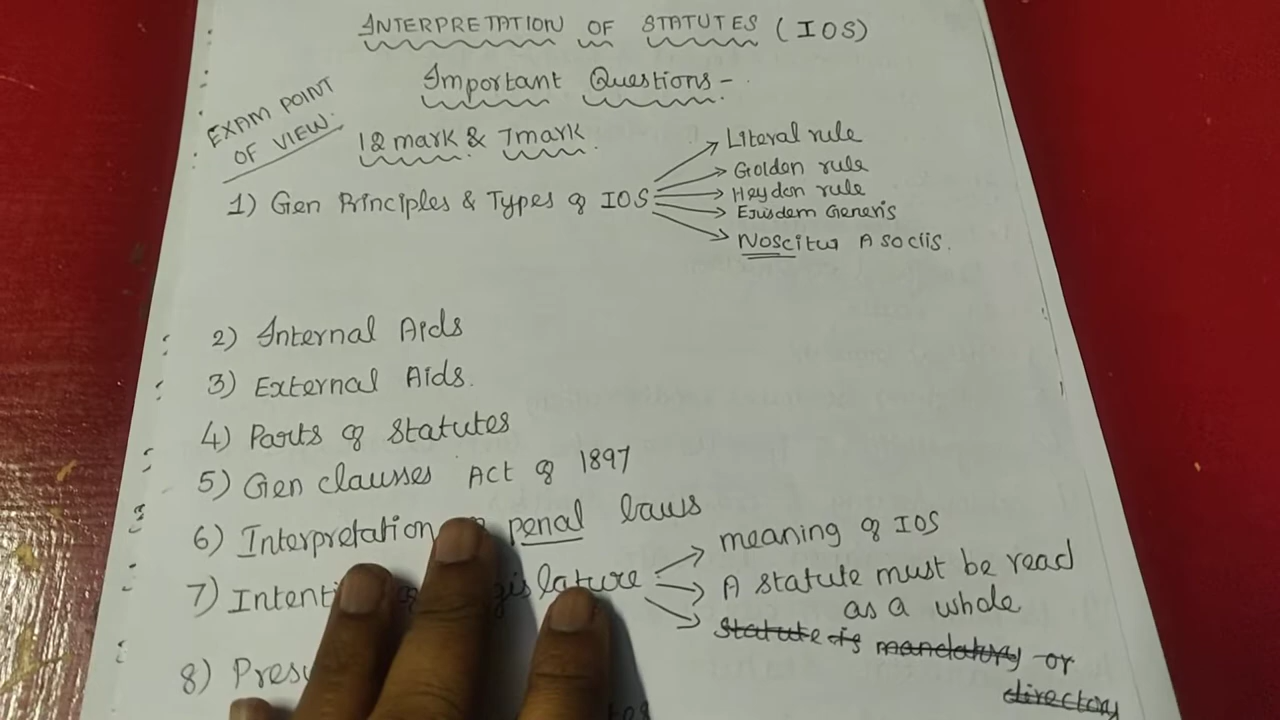 INTERPRETATION OF STATUTES (IOS)
Important Questions -
EXAM POINT
OF VIEW.
12 mark & 7mark
1) Gen Principles & Types of IOS
Literal rule
Golden rule
Heydon rule
Ejusdem Generis
Noscitur A sociis.
2) Internal Aids
3) External Aids.
4) Parts of Statutes
5) Gen clauses Act of 1897
6) Interpretation penal laws
7)
meaning of IOS
A statute must be read
as a whole
Statute is mandatory or
directory
8)